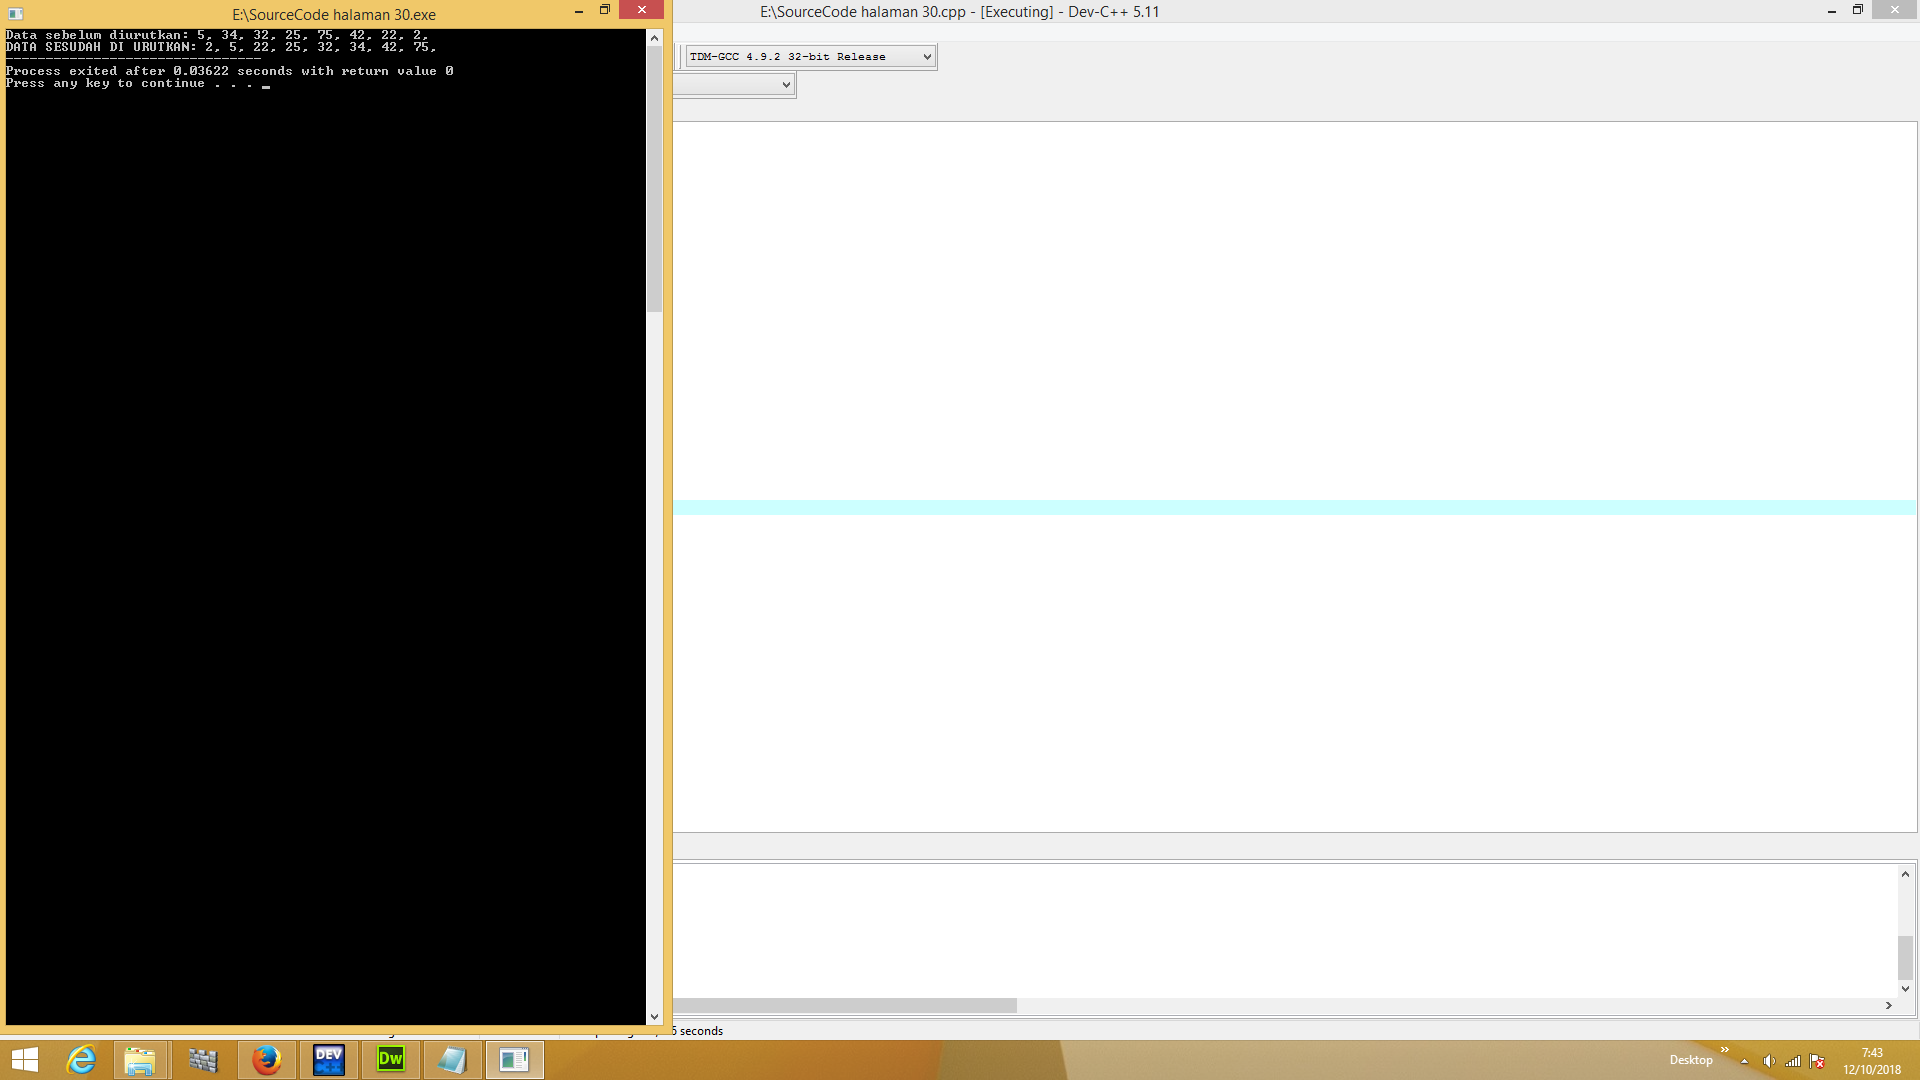 E:\SourceCode halaman 30.exe
Data sebelum diurutkan: 5, 34, 32, 25, 75, 42, 22, 2,
DATA SESUDAH DI URUTKAN: 2, 5, 22, 25, 32, 34, 42, 75,
--------------------------------
Process exited after 0.03622 seconds with return value 0
Press any key to continue . . .
E:\SourceCode halaman 30.cpp - [Executing] - Dev-C++ 5.11
TDM-GCC 4.9.2 32-bit Release
seconds
DEV
Dw
Desktop
7:43
12/10/2018